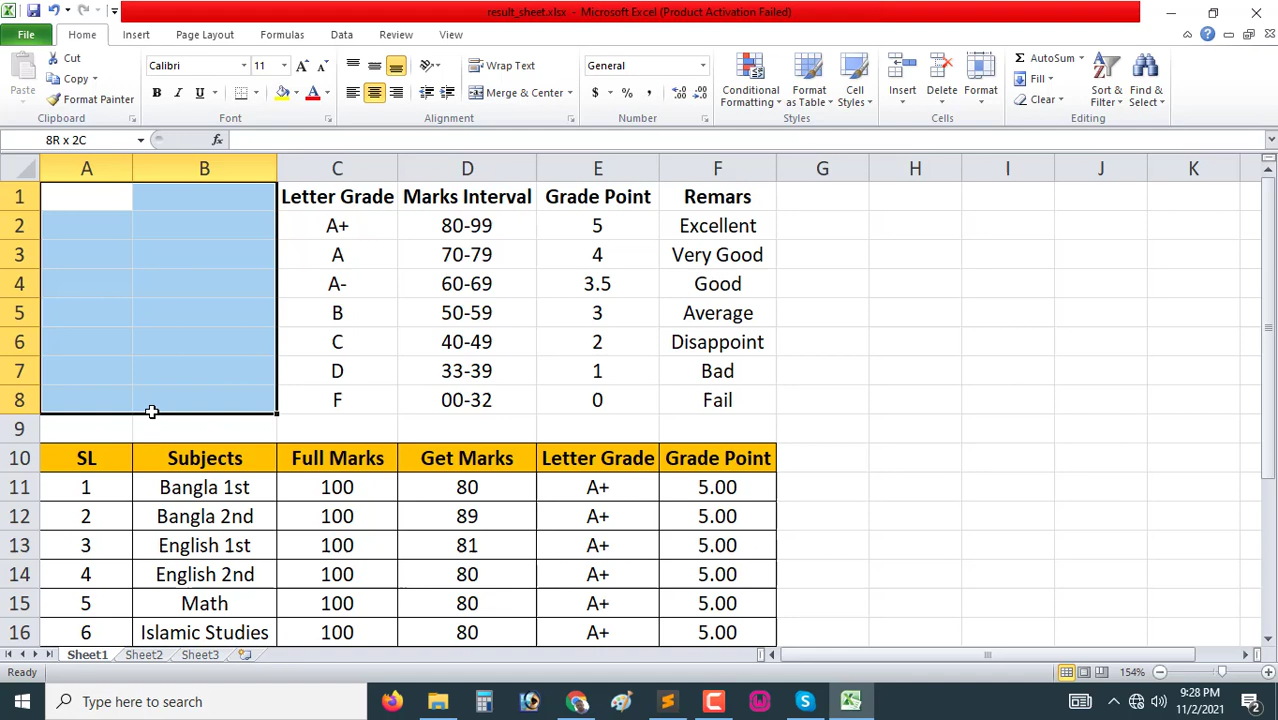 result_sheet.xlsx - Microsoft Excel (Product Activation Failed)
File Home Insert Page Layout Formulas Data Review View
Paste Cut Copy Format Painter Clipboard
Calibri 11 A A B I U A Font
Wrap Text Merge & Center Alignment
General $ % , .0 .00 .00 .0 Number
Conditional Formatting Format as Table Cell Styles Styles
Insert Delete Format Cells
Σ AutoSum Fill Clear Sort & Filter Find & Select Editing
8R x 2C fx
A B C D E F G H I J K
1 Letter Grade Marks Interval Grade Point Remars
2 A+ 80-99 5 Excellent
3 A 70-79 4 Very Good
4 A- 60-69 3.5 Good
5 B 50-59 3 Average
6 C 40-49 2 Disappoint
7 D 33-39 1 Bad
8 F 00-32 0 Fail
9
10 SL Subjects Full Marks Get Marks Letter Grade Grade Point
11 1 Bangla 1st 100 80 A+ 5.00
12 2 Bangla 2nd 100 89 A+ 5.00
13 3 English 1st 100 81 A+ 5.00
14 4 English 2nd 100 80 A+ 5.00
15 5 Math 100 80 A+ 5.00
16 6 Islamic Studies 100 80 A+ 5.00
Sheet1 Sheet2 Sheet3
Ready 154%
Type here to search
9:28 PM
11/2/2021
2